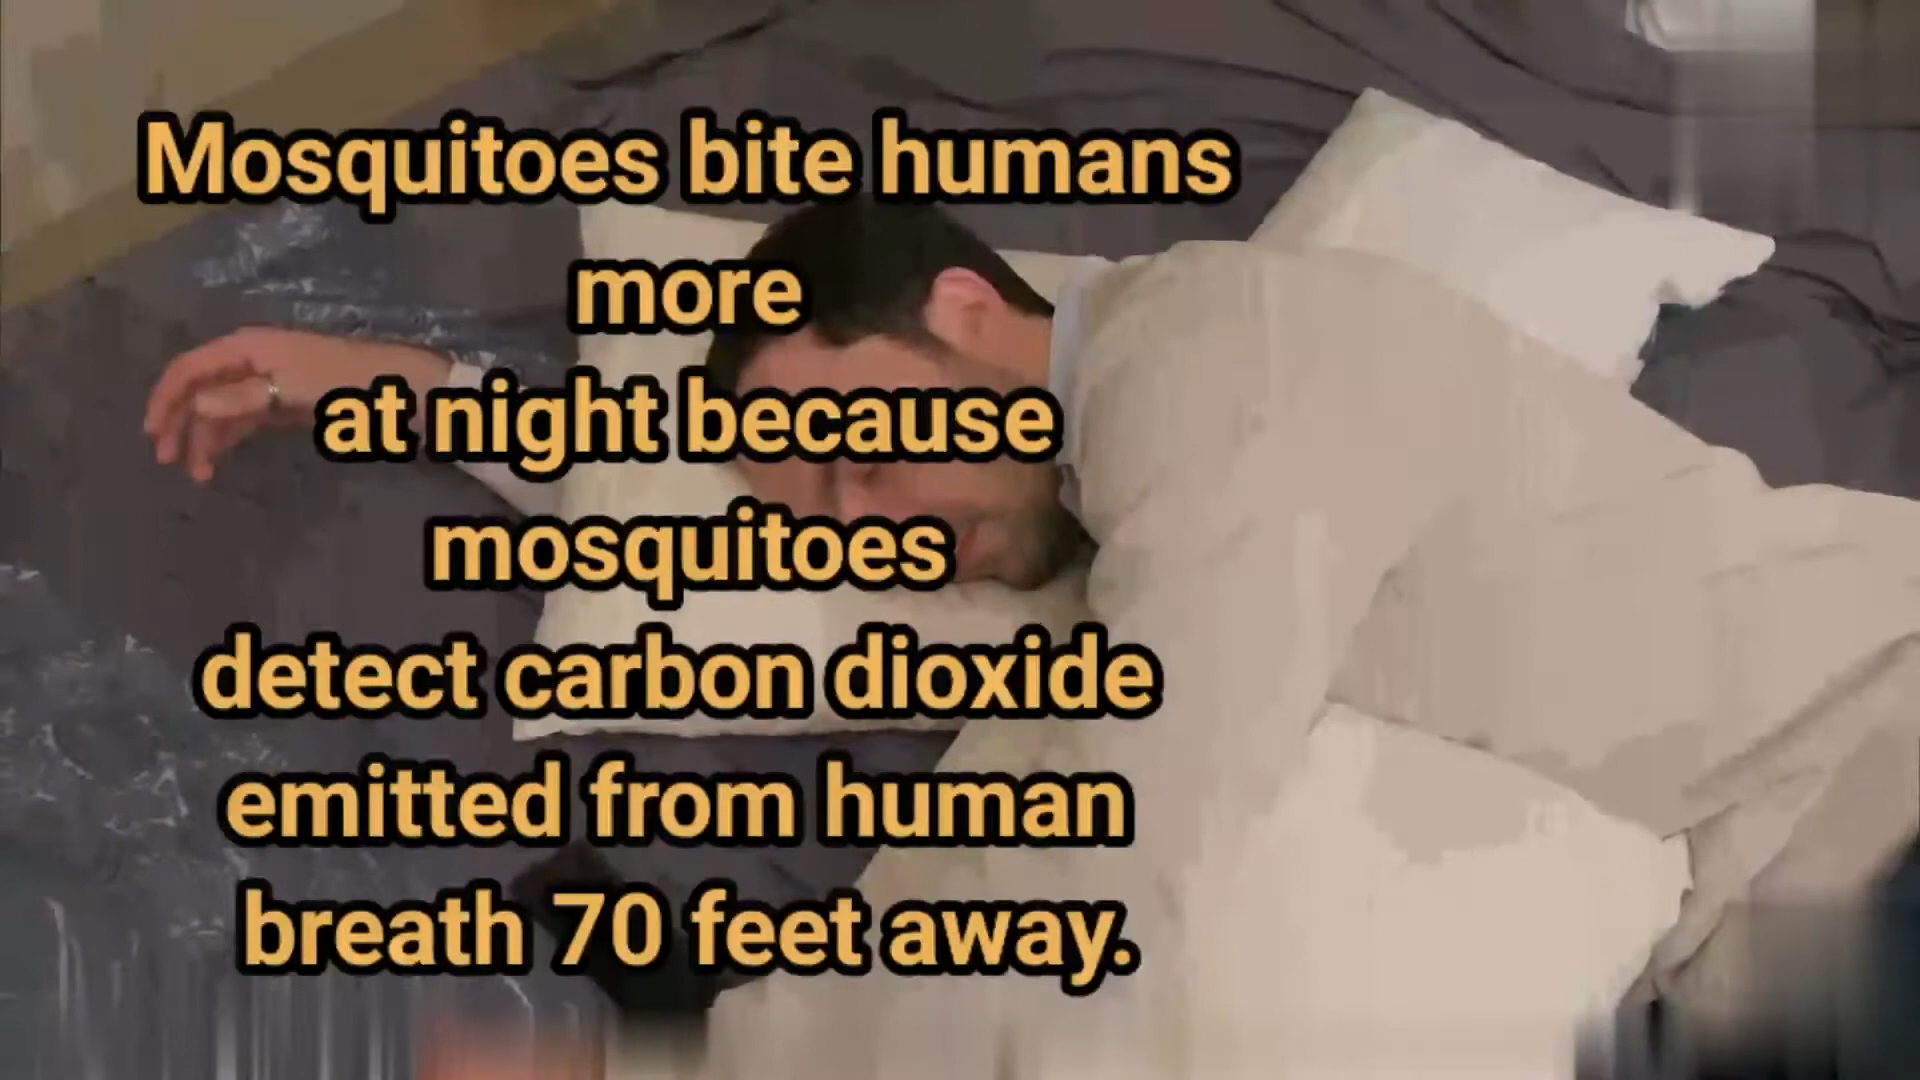 Mosquitoes bite humans
more
at night because
mosquitoes
detect carbon dioxide
emitted from human
breath 70 feet away.